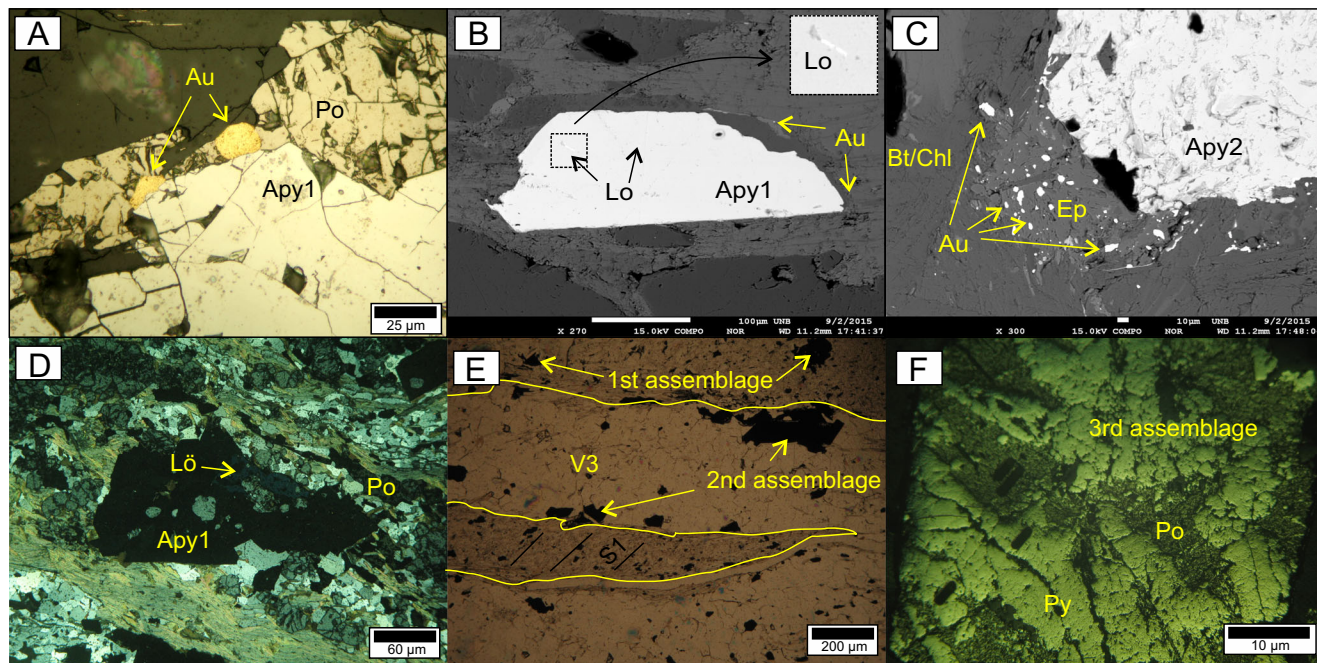 A
Au
Po
Apy1
25 µm
B
Lo
Au
Lo
Apy1
100µm UNB 9/2/2015
X 270 15.0kV COMPO NOR WD 11.2mm 17:41:37
C
Bt/Chl
Apy2
Ep
Au
10µm UNB 9/2/2015
X 300 15.0kV COMPO NOR WD 11.2mm 17:48:0
D
Lö
Po
Apy1
60 µm
E
1st assemblage
V3
2nd assemblage
S1
200 µm
F
3rd assemblage
Po
Py
10 µm